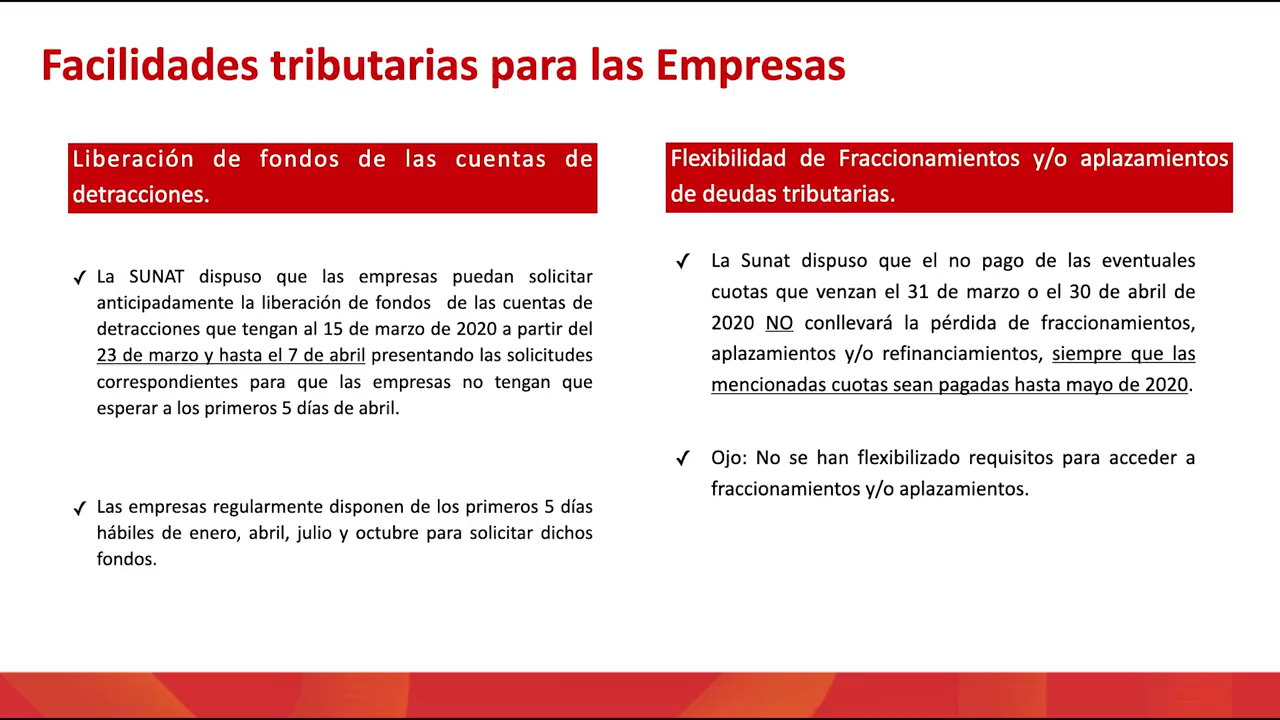 Facilidades tributarias para las Empresas
Liberación de fondos de las cuentas de
detracciones.
✓ La SUNAT dispuso que las empresas puedan solicitar
anticipadamente la liberación de fondos de las cuentas de
detracciones que tengan al 15 de marzo de 2020 a partir del
23 de marzo y hasta el 7 de abril presentando las solicitudes
correspondientes para que las empresas no tengan que
esperar a los primeros 5 días de abril.
✓ Las empresas regularmente disponen de los primeros 5 días
hábiles de enero, abril, julio y octubre para solicitar dichos
fondos.
Flexibilidad de Fraccionamientos y/o aplazamientos
de deudas tributarias.
✓ La Sunat dispuso que el no pago de las eventuales
cuotas que venzan el 31 de marzo o el 30 de abril de
2020 NO conllevará la pérdida de fraccionamientos,
aplazamientos y/o refinanciamientos, siempre que las
mencionadas cuotas sean pagadas hasta mayo de 2020.
✓ Ojo: No se han flexibilizado requisitos para acceder a
fraccionamientos y/o aplazamientos.